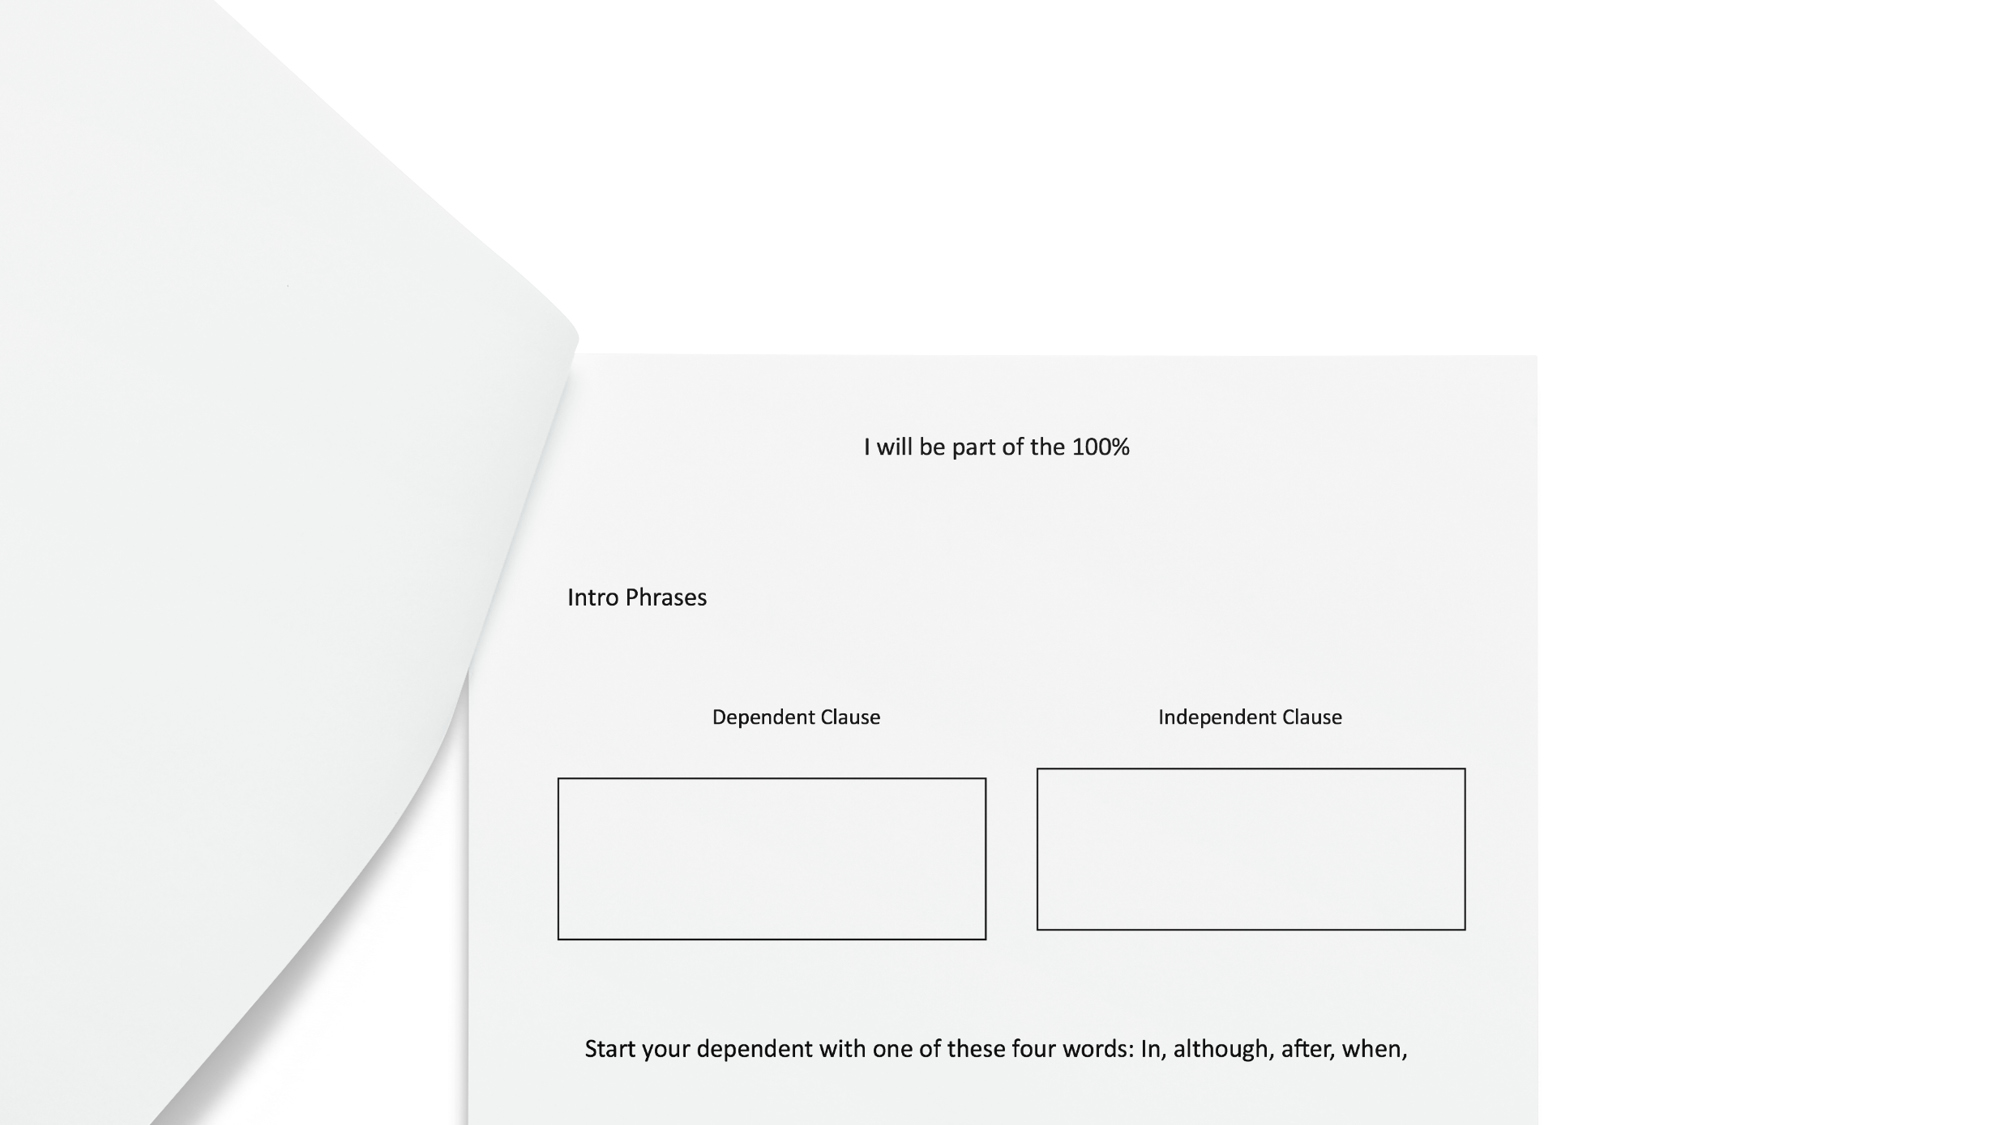 I will be part of the 100%
Intro Phrases
Dependent Clause
Independent Clause
Start your dependent with one of these four words: In, although, after, when,